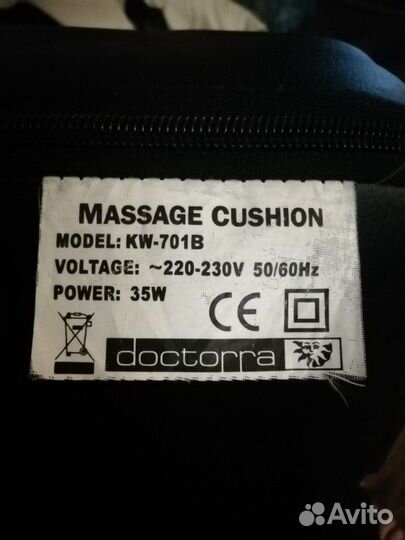 MASSAGE CUSHION
MODEL: KW-701B
VOLTAGE: ~220-230V 50/60Hz
POWER: 35W
CE
doctorra
Avito